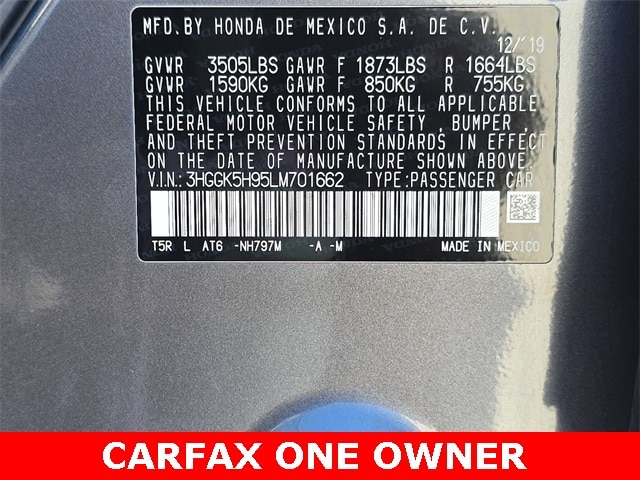 MFD.BY HONDA DE MEXICO S.A. DE C.V.
12/'19
GVWR 3505LBS GAWR F 1873LBS R 1664LBS
GVWR 1590KG GAWR F 850KG R 755KG
THIS VEHICLE CONFORMS TO ALL APPLICABLE
FEDERAL MOTOR VEHICLE SAFETY , BUMPER ,
AND THEFT PREVENTION STANDARDS IN EFFECT
ON THE DATE OF MANUFACTURE SHOWN ABOVE.
V.I.N.: 3HGGK5H95LM701662 TYPE:PASSENGER CAR
T5R L AT6 -NH797M -A -M MADE IN MEXICO
CARFAX ONE OWNER